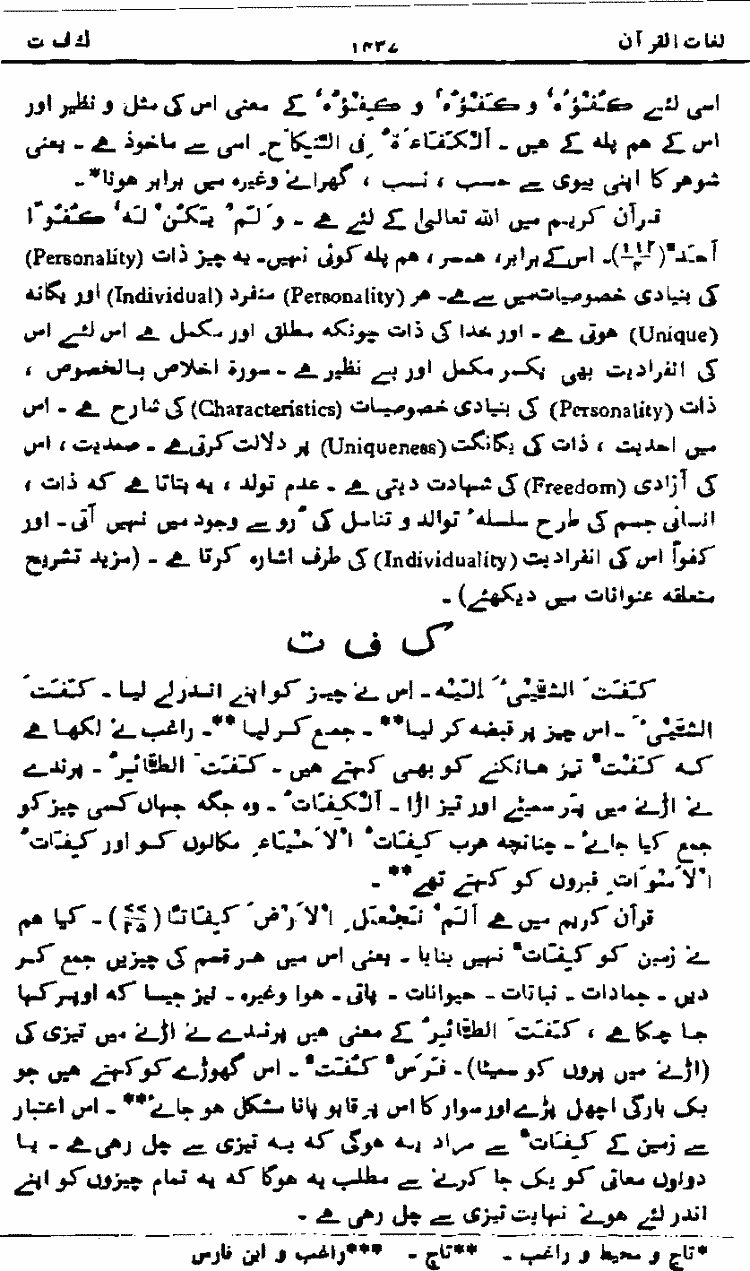 لغات القرآن ۱۴۳۷ ک ف ت
اسی لئے کُفْؤُہٗ و کَفْؤُہٗ و کِفْؤُہٗ کے معنی اس کی مثل و نظیر اور
اس کے ہم پلہ کے ہیں ۔ اَلْکَفَاءَۃُ فِی النِّکَاحِ اسی سے ماخوذ ہے ۔ یعنی
شوہر کا اپنی بیوی سے حسب ، نسب ، گھرانے وغیرہ میں برابر ہونا* ۔
قرآن کریم میں اللہ تعالیٰ کے لئے ہے ۔ وَلَمْ یَکُنْ لَّہٗ کُفُوًا
اَحَدٌ (۱۱۲/۴) ۔ اس کے برابر، ہمسر ، ہم پلہ کوئی نہیں ۔ یہ چیز ذات (Personality)
کی بنیادی خصوصیات میں سے ہے ۔ ہر (Personality) منفرد (Individual) اور یگانہ
(Unique) ہوتی ہے ۔ اور خدا کی ذات چونکہ مطلق اور مکمل ہے اس لئے اس
کی انفرادیت بھی یکسر مکمل اور بے نظیر ہے ۔ سورۃ اخلاص بالخصوص ،
ذات (Personality) کی بنیادی خصوصیات (Characteristics) کی شارح ہے ۔ اس
میں احدیت ، ذات کی یگانگت (Uniqueness) پر دلالت کرتی ہے ۔ صمدیت ، اس
کی آزادی (Freedom) کی شہادت دیتی ہے ۔ عدم تولد ، یہ بتاتا ہے کہ ذات ،
انسانی جسم کی طرح سلسلہٴ توالد و تناسل کی رُو سے وجود میں نہیں آتی ۔ اور
کفواً اس کی انفرادیت (Individuality) کی طرف اشارہ کرتا ہے ۔ (مزید تشریح
متعلقہ عنوانات میں دیکھئے) ۔
ک ف ت
کَفَتَ الشَّیْیَٔ اِلَیْہِ ۔ اس نے چیز کو اپنے اندر لے لیا ۔ کَفَتَ
الشَّیْیَٔ ۔ اس چیز پر قبضہ کر لیا** ۔ جمع کر لیا ** ۔ راغب نے لکھا ہے
کہ کَفْتٌ تیز ہانکنے کو بھی کہتے ہیں ۔ کَفَتَ الطَّائِرُ ۔ پرندے
نے اڑنے میں پَر سمیٹے اور تیز اڑا ۔ اَلْکِفَاتُ ۔ وہ جگہ جہاں کسی چیز کو
جمع کیا جائے ۔ چنانچہ عرب کِفَاتُ الْاَحْیَاءِ مکانوں کو اور کِفَاتُ
الْاَمْوَاتِ قبروں کو کہتے تھے** ۔
قرآن کریم میں ہے اَلَمْ نَجْعَلِ الْاَرْضَ کِفَاتًا (۷۷/۲۵) ۔ کیا ہم
نے زمین کو کِفَاتٌ نہیں بنایا ۔ یعنی اس میں ہر قسم کی چیزیں جمع کر
دیں ۔ جمادات ۔ نباتات ۔ حیوانات ۔ پانی ۔ ہوا وغیرہ ۔ نیز جیسا کہ اوپر کہا
جا چکا ہے ، کَفَتَ الطَّائِرُ کے معنی ہیں پرندے نے اڑنے میں تیزی کی
(اڑنے میں پروں کو سمیٹا) ۔ فَرَسٌ کَفْتٌ ۔ اس گھوڑے کو کہتے ہیں جو
یک بارگی اچھل پڑے اور سوار کا اس پر قابو پانا مشکل ہو جائے** ۔ اس اعتبار
سے زمین کے کِفَاتٌ سے مراد یہ ہوگی کہ یہ تیزی سے چل رہی ہے ۔ یا
دونوں معانی کو یک جا کرنے سے مطلب یہ ہوگا کہ یہ تمام چیزوں کو اپنے
اندر لئے ہوئے نہایت تیزی سے چل رہی ہے ۔
*تاج و محیط و راغب ۔ **تاج ۔ ***راغب و ابن فارس